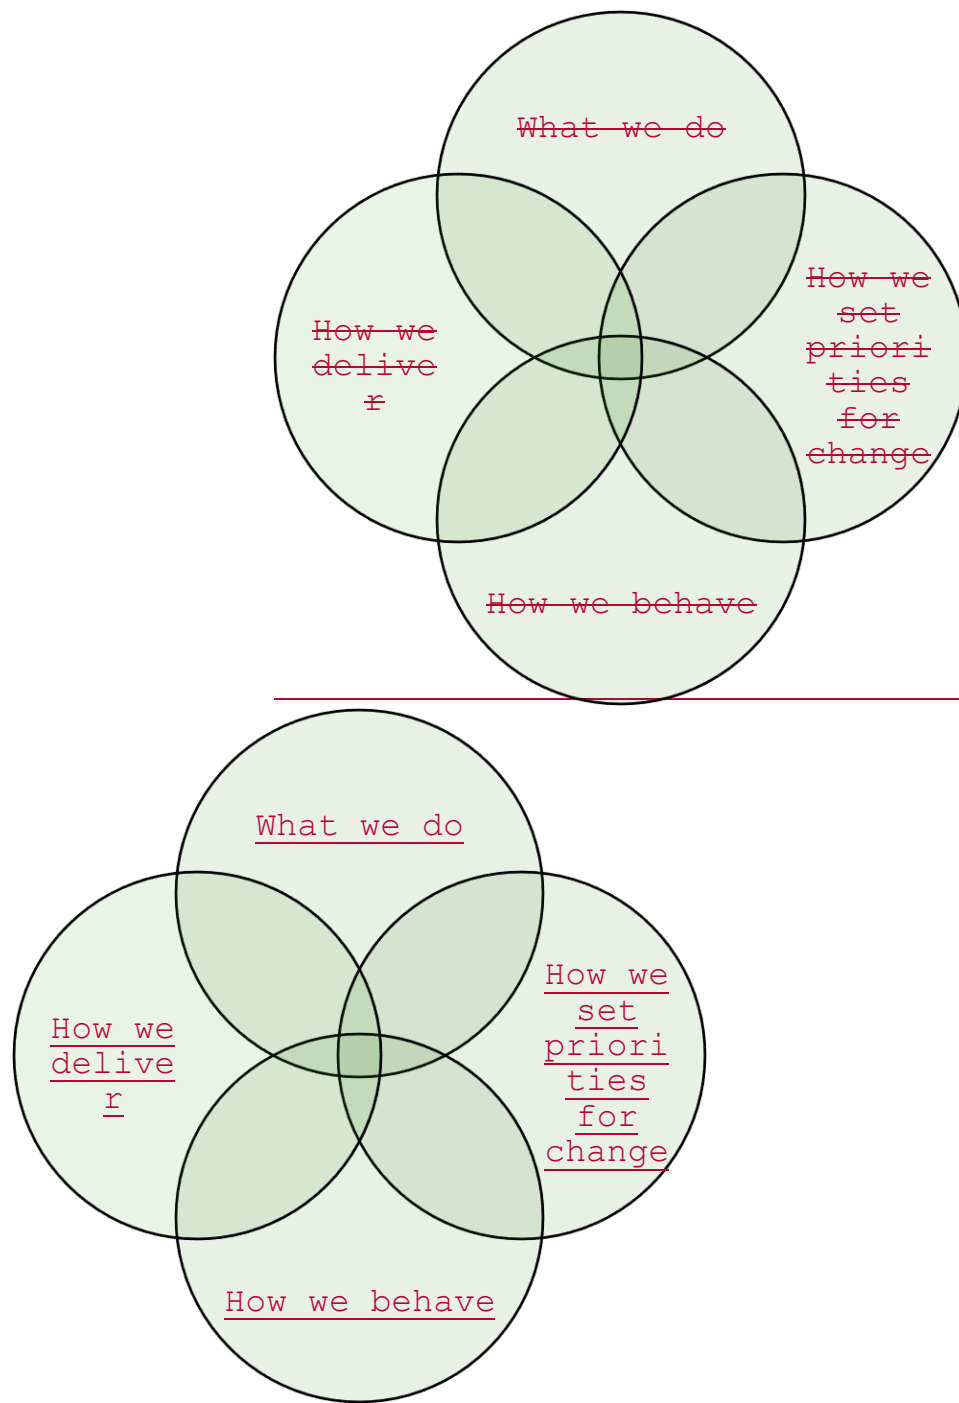 What we do
How we
delive
r
How we
set
priori
ties
for
change
How we behave
What we do
How we
delive
r
How we
set
priori
ties
for
change
How we behave